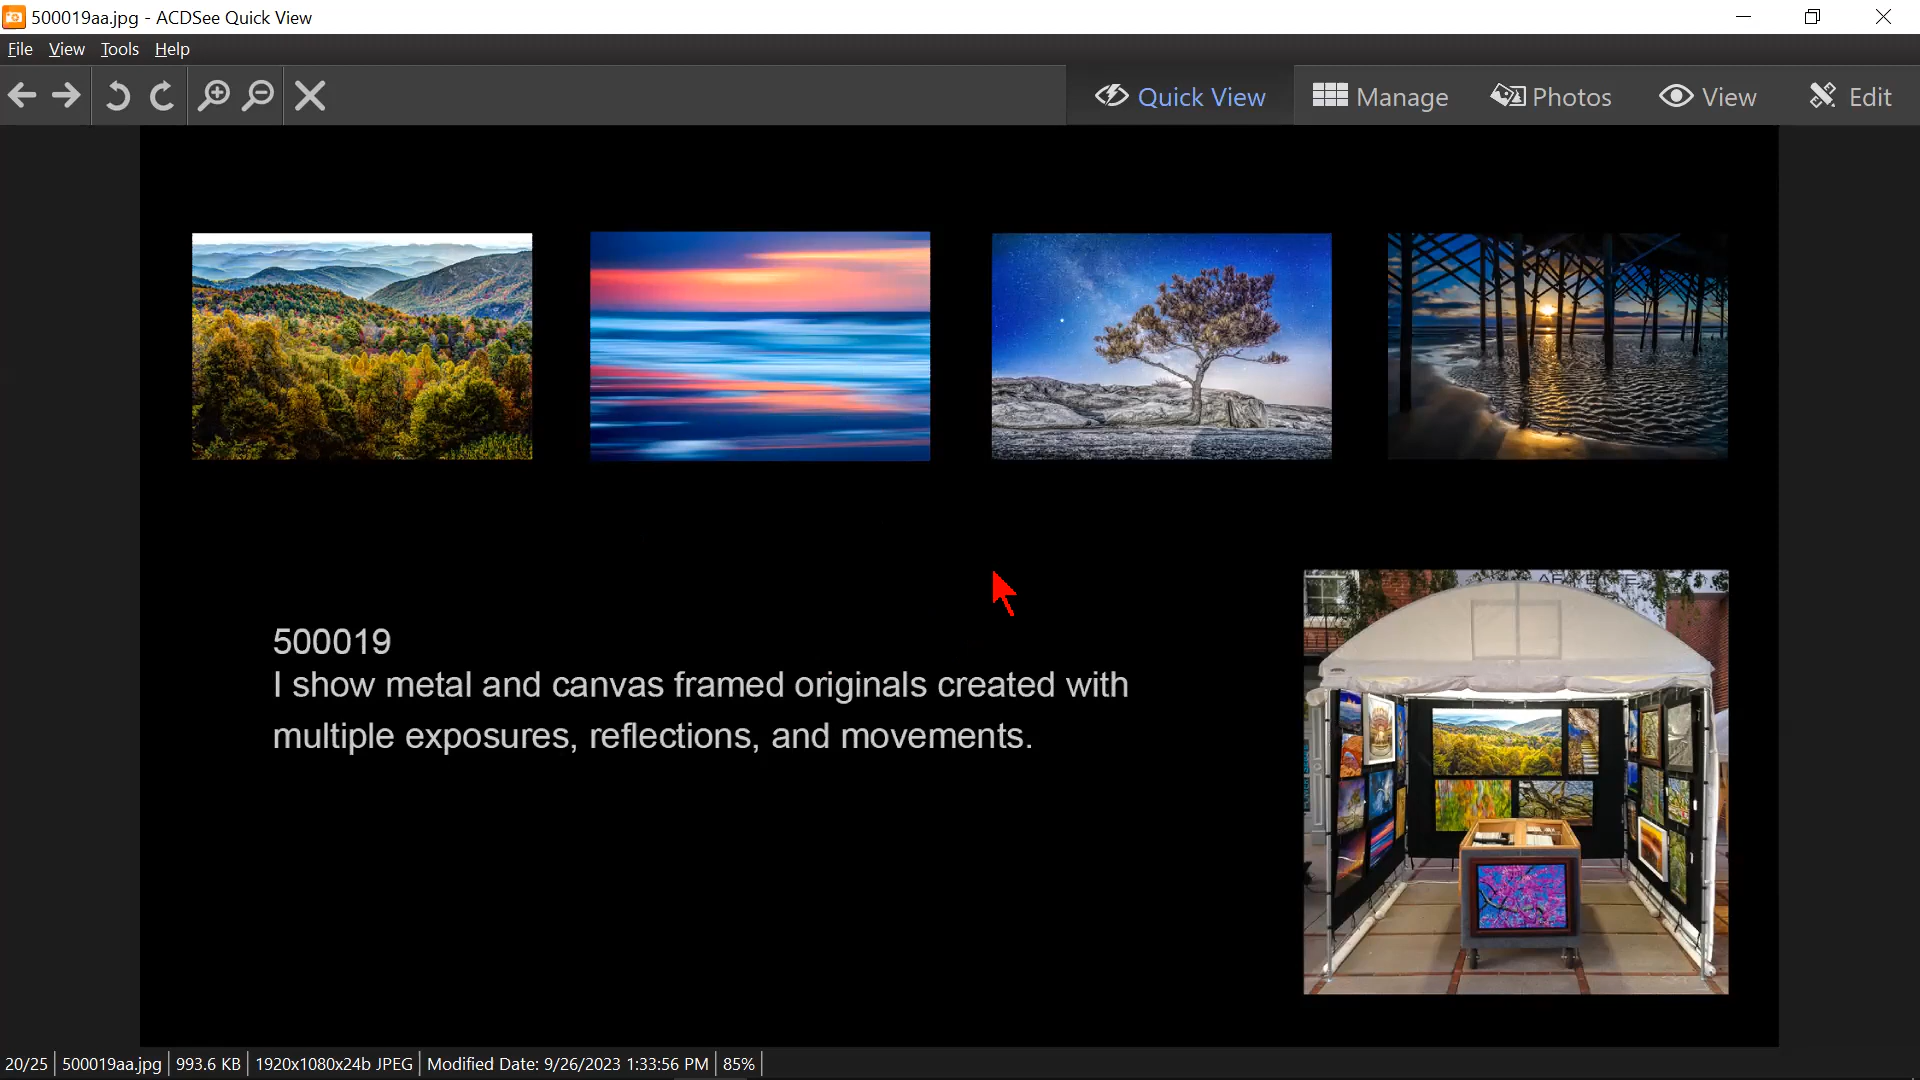 500019aa.jpg - ACDSee Quick View
File View Tools Help
Quick View Manage Photos View Edit
AFAYETTE
500019
I show metal and canvas framed originals created with
multiple exposures, reflections, and movements.
20/25 500019aa.jpg 993.6 KB 1920x1080x24b JPEG Modified Date: 9/26/2023 1:33:56 PM 85%